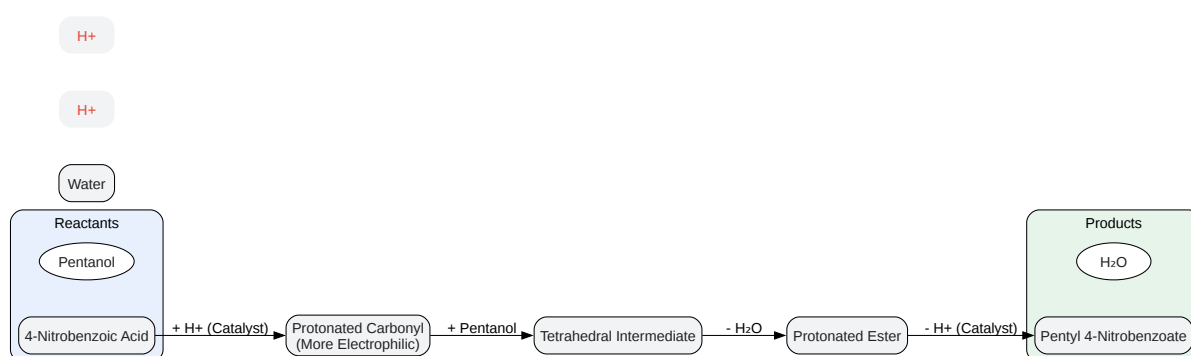 H+
H+
Water
Reactants
Products
Pentanol
H₂O
4-Nitrobenzoic Acid
+ H+ (Catalyst)
Protonated Carbonyl
(More Electrophilic)
+ Pentanol
Tetrahedral Intermediate
- H₂O
Protonated Ester
- H+ (Catalyst)
Pentyl 4-Nitrobenzoate